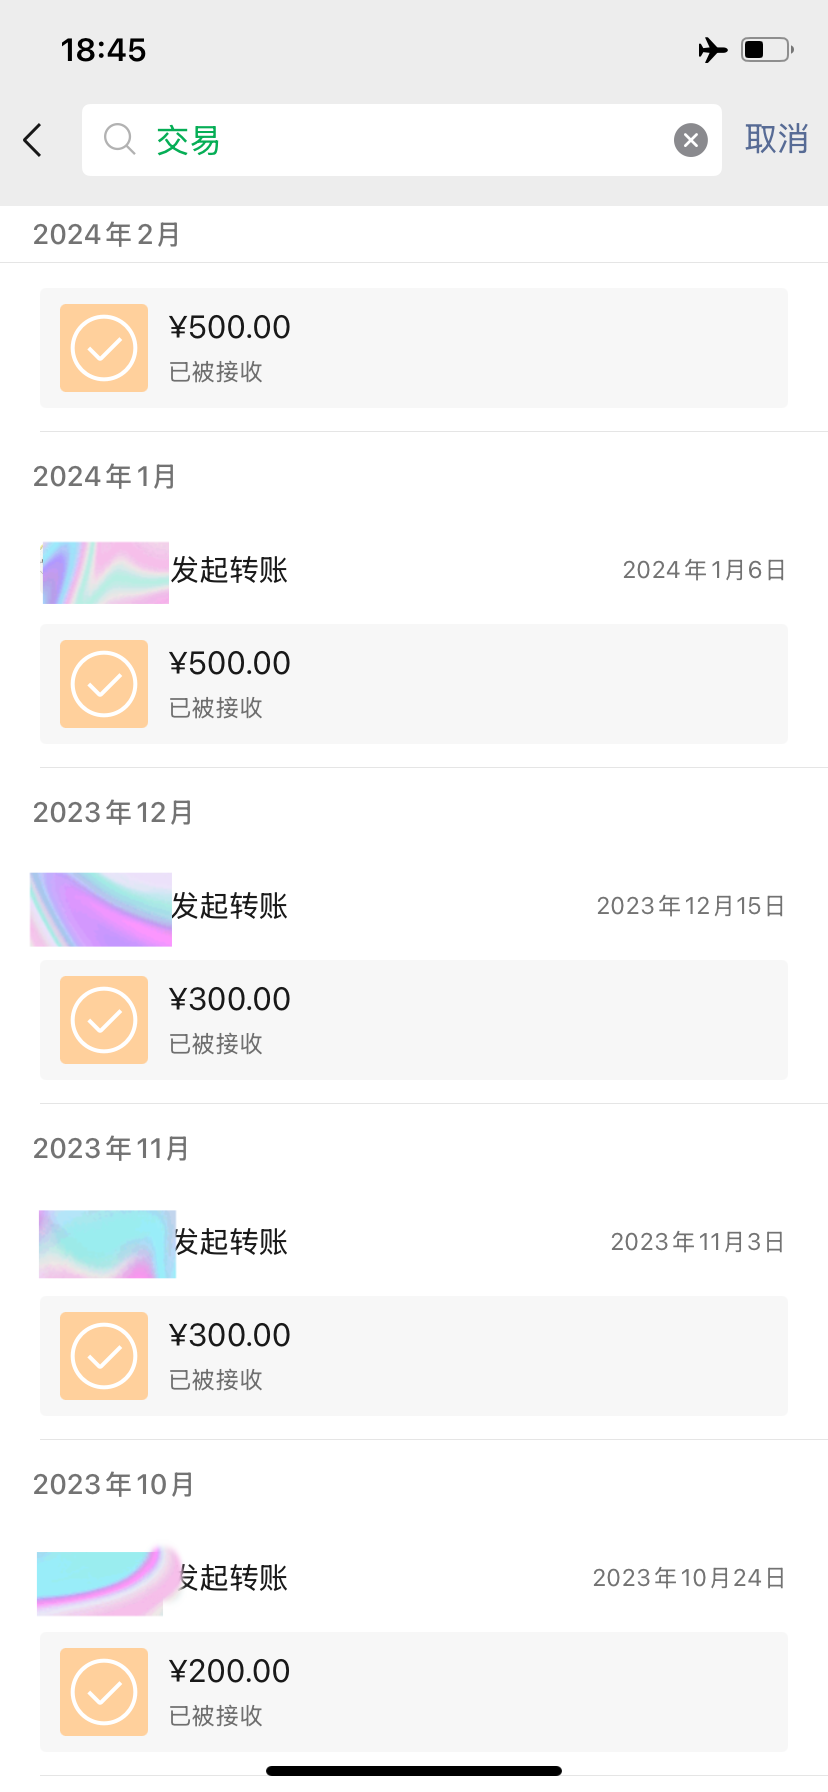 18:45
交易
取消
2024年2月
¥500.00
已被接收
2024年1月
发起转账
2024年1月6日
¥500.00
已被接收
2023年12月
发起转账
2023年12月15日
¥300.00
已被接收
2023年11月
发起转账
2023年11月3日
¥300.00
已被接收
2023年10月
发起转账
2023年10月24日
¥200.00
已被接收